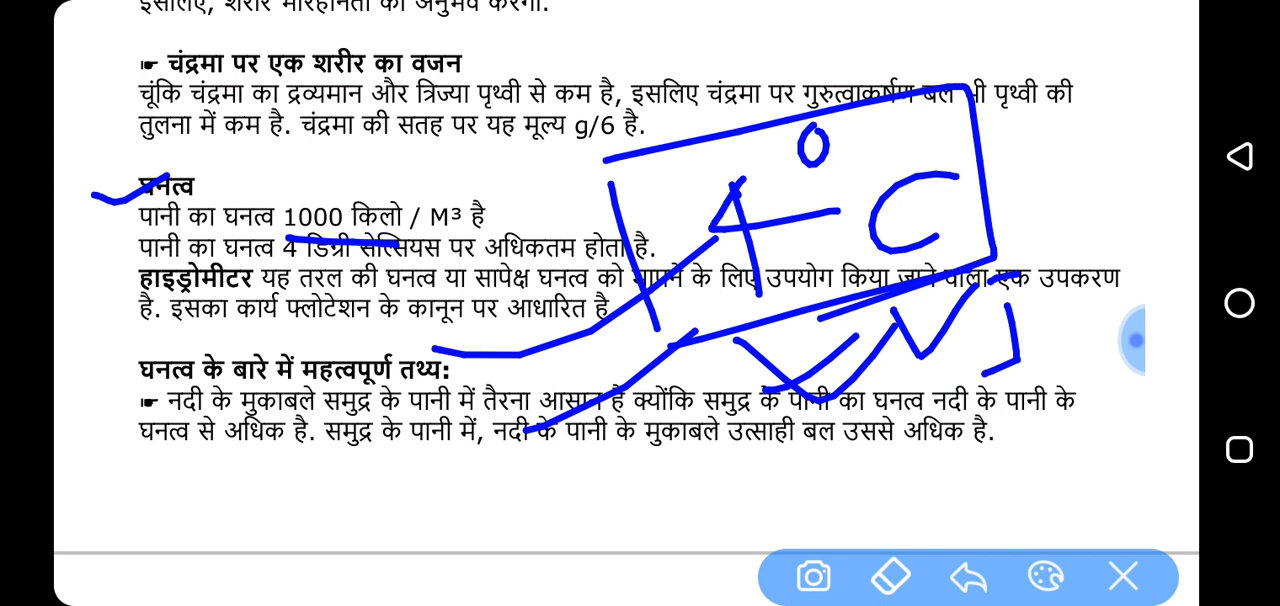 इसलिए, शरीर भारहीनता का अनुभव करेगा.
☛ चंद्रमा पर एक शरीर का वजन
चूंकि चंद्रमा का द्रव्यमान और त्रिज्या पृथ्वी से कम है, इसलिए चंद्रमा पर गुरुत्वाकर्षण बल भी पृथ्वी की
तुलना में कम है. चंद्रमा की सतह पर यह मूल्य g/6 है.
घनत्व
पानी का घनत्व 1000 किलो / M³ है
पानी का घनत्व 4 डिग्री सेल्सियस पर अधिकतम होता है.
4°C
हाइड्रोमीटर यह तरल की घनत्व या सापेक्ष घनत्व को मापने के लिए उपयोग किया जाने वाला एक उपकरण
है. इसका कार्य फ्लोटेशन के कानून पर आधारित है
घनत्व के बारे में महत्वपूर्ण तथ्य:
☛ नदी के मुकाबले समुद्र के पानी में तैरना आसान है क्योंकि समुद्र के पानी का घनत्व नदी के पानी के
घनत्व से अधिक है. समुद्र के पानी में, नदी के पानी के मुकाबले उत्साही बल उससे अधिक है.